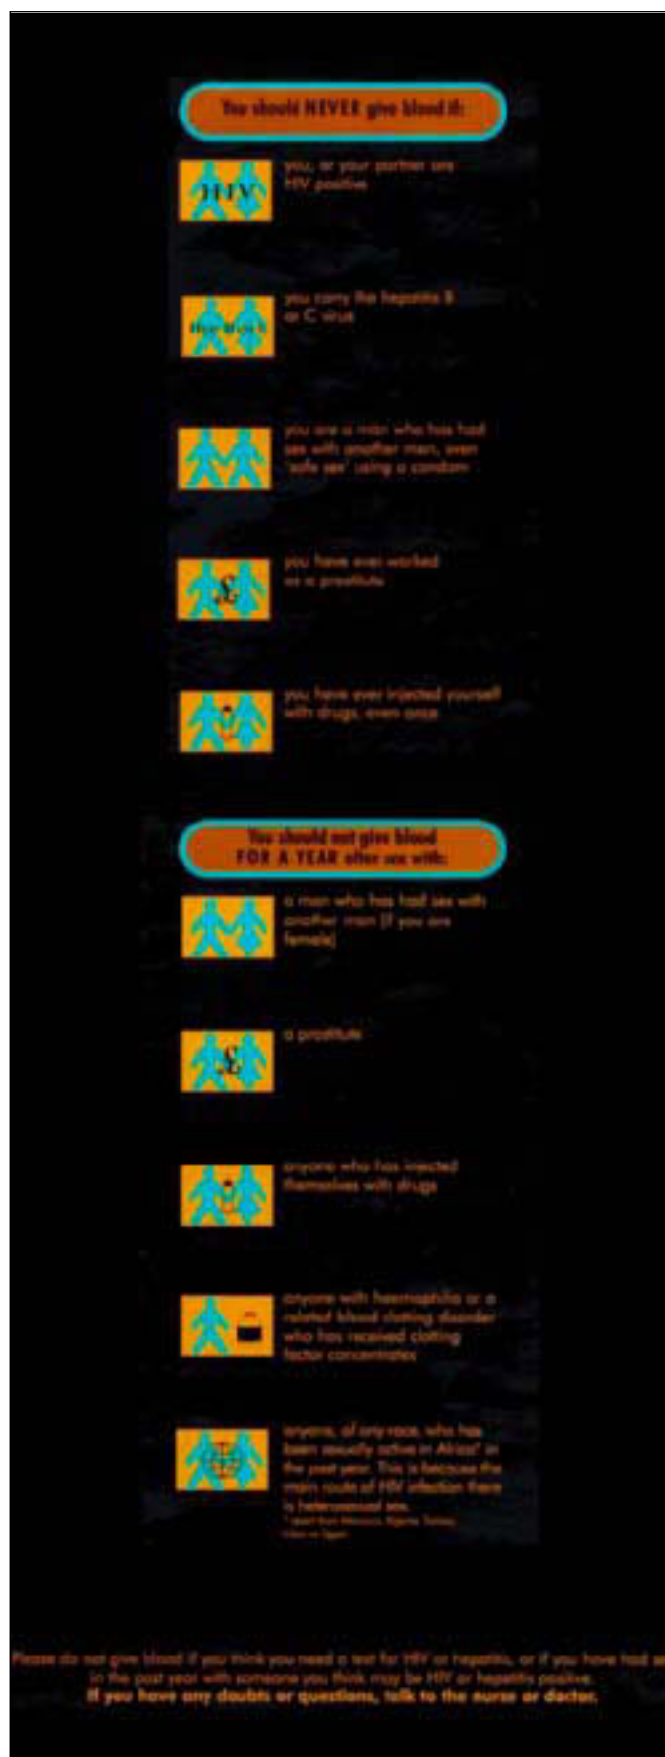 You should NEVER give blood if:
you, or your partner are
HIV positive
HIV
you carry the hepatitis B
or C virus
you are a man who has had
sex with another man, even
'safe sex' using a condom
you have ever worked
as a prostitute
£
you have ever injected yourself
with drugs, even once
You should not give blood
FOR A YEAR after sex with:
a man who has had sex with
another man (if you are
female)
a prostitute
£
anyone who has injected
themselves with drugs
anyone with haemophilia or a
related blood clotting disorder
who has received clotting
factor concentrates
anyone, of any race, who has
been sexually active in Africa* in
the past year. This is because the
main route of HIV infection there
is heterosexual sex.
Please do not give blood if you think you need a test for HIV or hepatitis, or if you have had
in the past year with someone you think may be HIV or hepatitis positive.
If you have any doubts or questions, talk to the nurse or doctor.